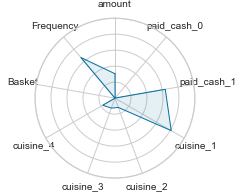 amount
Frequency
paid_cash_0
Basket
paid_cash_1
cuisine_4
cuisine_1
cuisine_3
cuisine_2